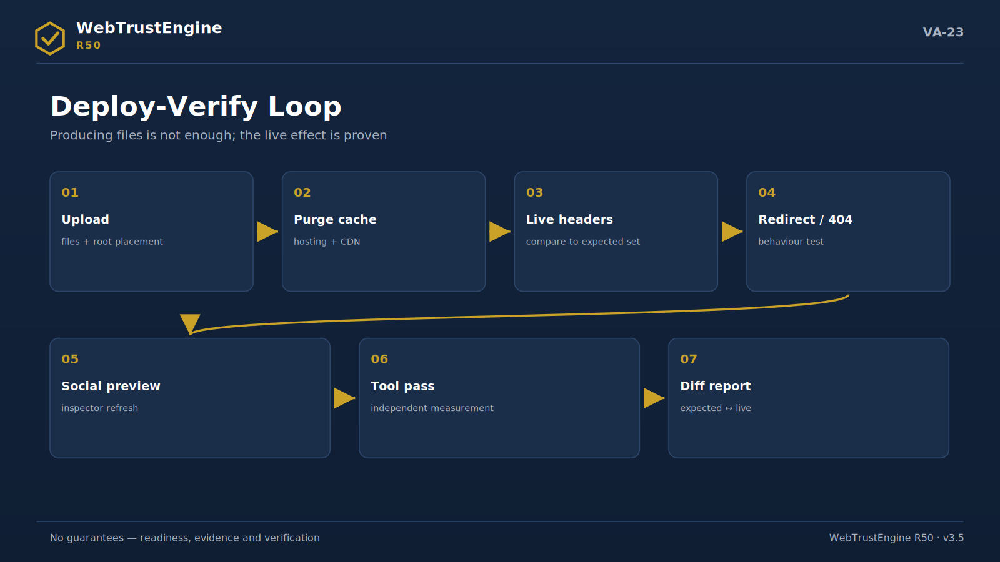 WebTrustEngine
R50
VA-23
Deploy-Verify Loop
Producing files is not enough; the live effect is proven
01
Upload
files + root placement
02
Purge cache
hosting + CDN
03
Live headers
compare to expected set
04
Redirect / 404
behaviour test
05
Social preview
inspector refresh
06
Tool pass
independent measurement
07
Diff report
expected ↔ live
No guarantees — readiness, evidence and verification
WebTrustEngine R50 · v3.5